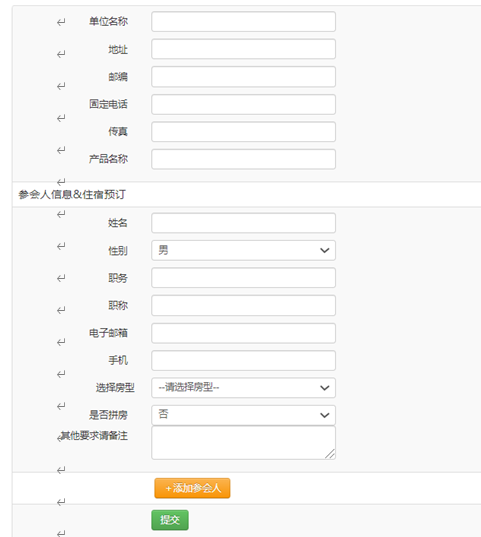 单位名称
地址
邮编
固定电话
传真
产品名称
参会人信息&住宿预订
姓名
性别 男
职务
职称
电子邮箱
手机
选择房型 --请选择房型--
是否拼房 否
其他要求请备注
+添加参会人
提交